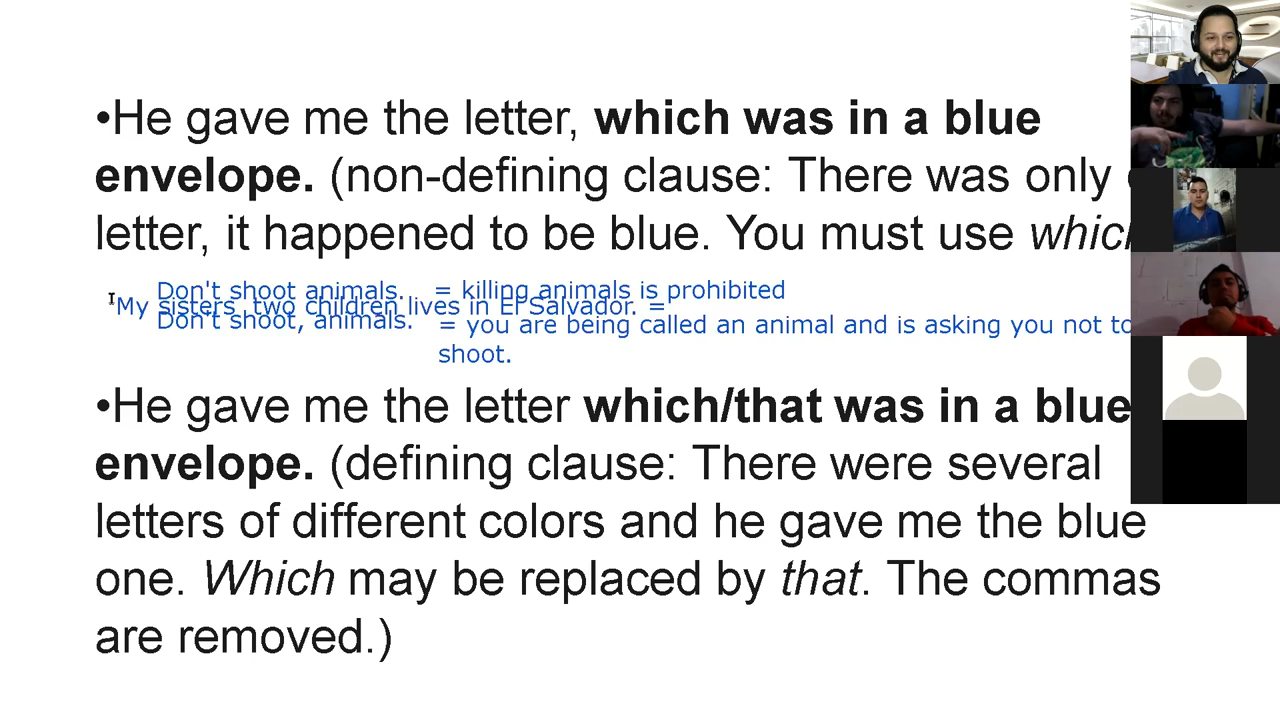 •He gave me the letter, which was in a blue
envelope. (non-defining clause: There was only
letter, it happened to be blue. You must use which
Don't shoot animals. = killing animals is prohibited
My sisters, two children lives in El Salvador. =
Don't shoot, animals. = you are being called an animal and is asking you not to
shoot.
•He gave me the letter which/that was in a blue
envelope. (defining clause: There were several
letters of different colors and he gave me the blue
one. Which may be replaced by that. The commas
are removed.)